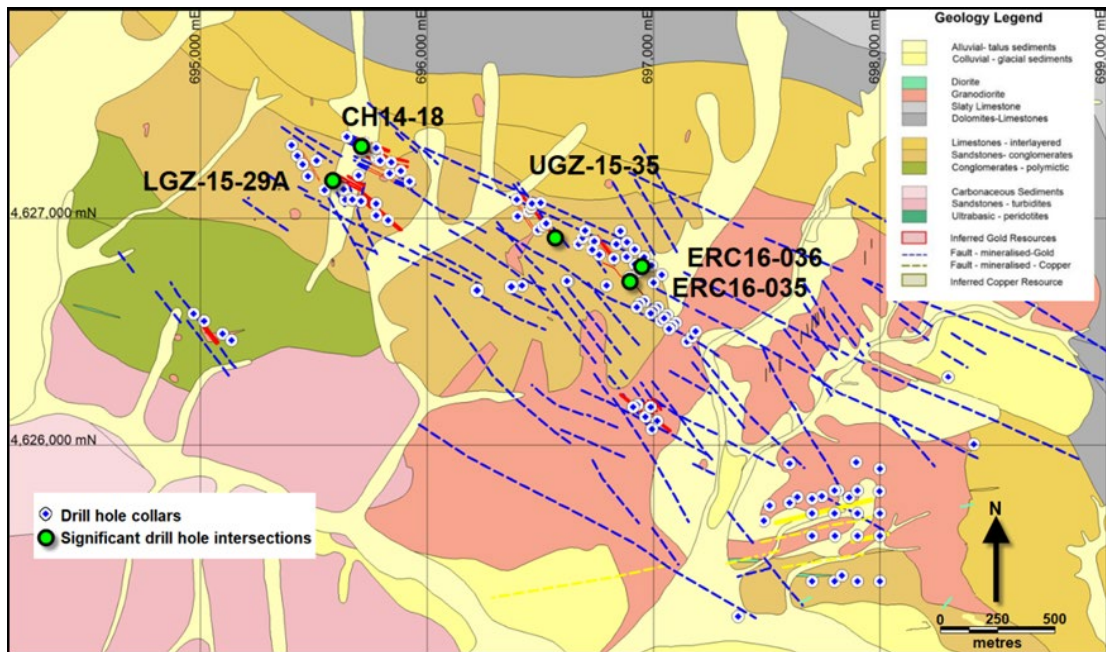 695,000 mE
696,000 mE
697,000 mE
698,000 mE
699,000 mE
Geology Legend
Alluvial- talus sediments
Colluvial - glacial sediments
Diorite
Granodiorite
Slaty Limestone
Dolomites-Limestones
Limestones - interlayered
Sandstones- conglomerates
Conglomerates - polymictic
Carbonaceous Sediments
Sandstones - turbidites
Ultrabasic - peridotites
Inferred Gold Resources
Fault - mineralised-Gold
Fault - mineralised - Copper
Inferred Copper Resource
CH14-18
LGZ-15-29A
UGZ-15-35
ERC16-036
ERC16-035
4,627,000 mN
4,626,000 mN
Drill hole collars
Significant drill hole intersections
N
0 250 500
metres